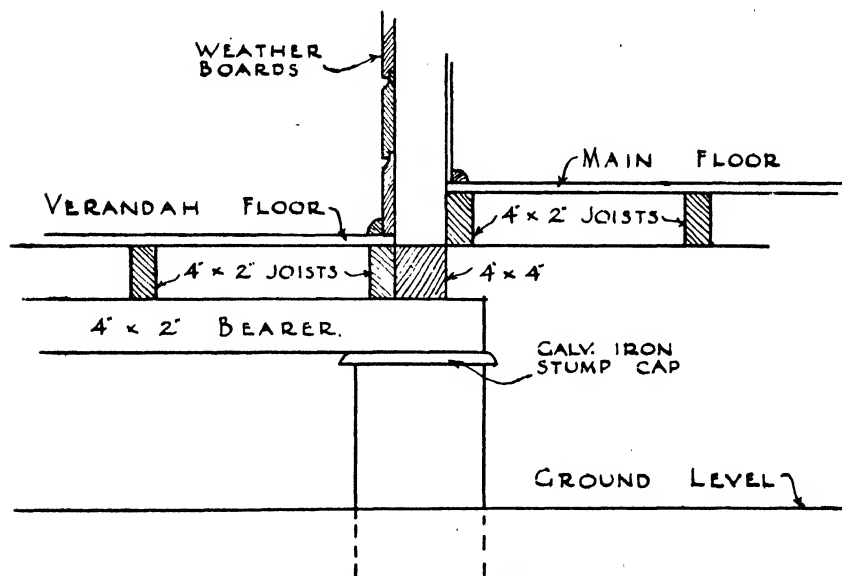 WEATHER
BOARDS
MAIN FLOOR
VERANDAH FLOOR
4" × 2" JOISTS
4" × 2" JOISTS
4" × 4"
4" × 2" BEARER.
GALV. IRON
STUMP CAP
GROUND LEVEL